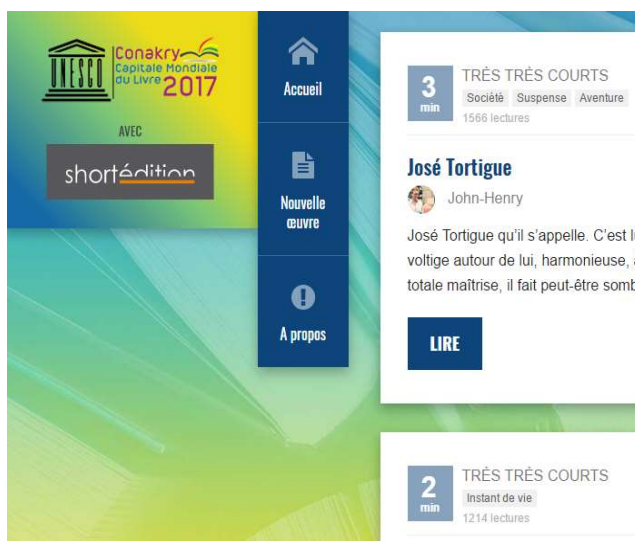 UNESCO
Conakry
Capitale Mondiale
du Livre 2017
AVEC
shortédition
Accueil
Nouvelle
œuvre
A propos
3
min
TRÈS TRÈS COURTS
Société Suspense Aventure
1566 lectures
José Tortigue
John-Henry
José Tortigue qu'il s'appelle. C'est
voltige autour de lui, harmonieuse,
totale maîtrise, il fait peut-être
LIRE
2
min
TRÈS TRÈS COURTS
Instant de vie
1214 lectures